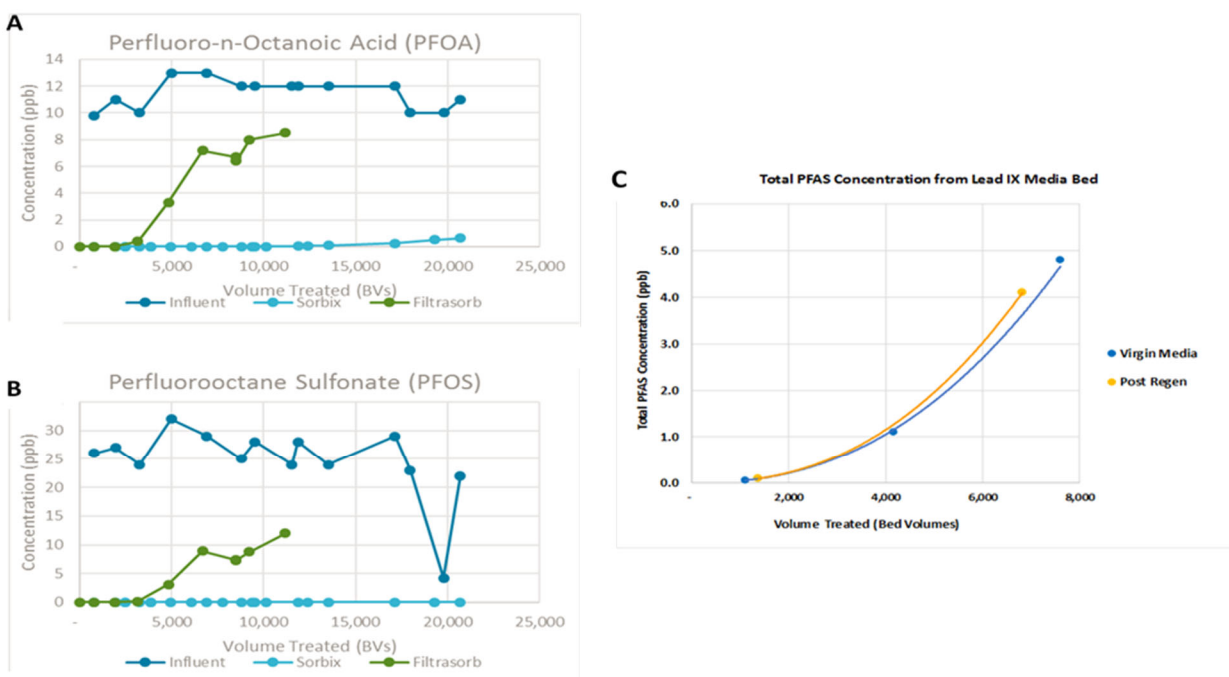 A
Perfluoro-n-Octanoic Acid (PFOA)
Concentration (ppb)
14
12
10
8
6
4
2
0
- 5,000 10,000 15,000 20,000 25,000
Volume Treated (BVs)
Influent Sorbix Filtrasorb
B
Perfluorooctane Sulfonate (PFOS)
Concentration (ppb)
30
25
20
15
10
5
0
- 5,000 10,000 15,000 20,000 25,000
Volume Treated (BVs)
Influent Sorbix Filtrasorb
C
Total PFAS Concentration from Lead IX Media Bed
Total PFAS Concentration (ppb)
6.0
5.0
4.0
3.0
2.0
1.0
0.0
- 2,000 4,000 6,000 8,000
Volume Treated (Bed Volumes)
Virgin Media
Post Regen